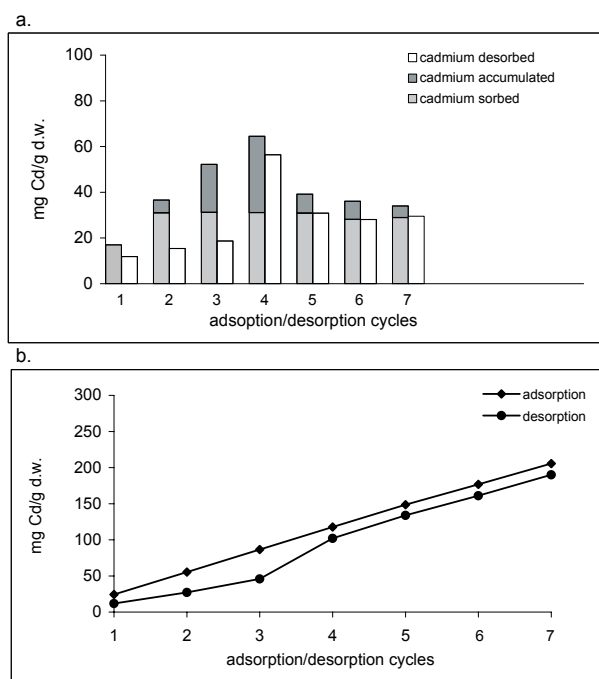 a.
100
80
60
40
20
0
mg Cd/g d.w.
cadmium desorbed
cadmium accumulated
cadmium sorbed
1 2 3 4 5 6 7
adsoption/desorption cycles
b.
300
250
200
150
100
50
0
mg Cd/g d.w.
adsorption
desorption
1 2 3 4 5 6 7
adsorption/desorption cycles